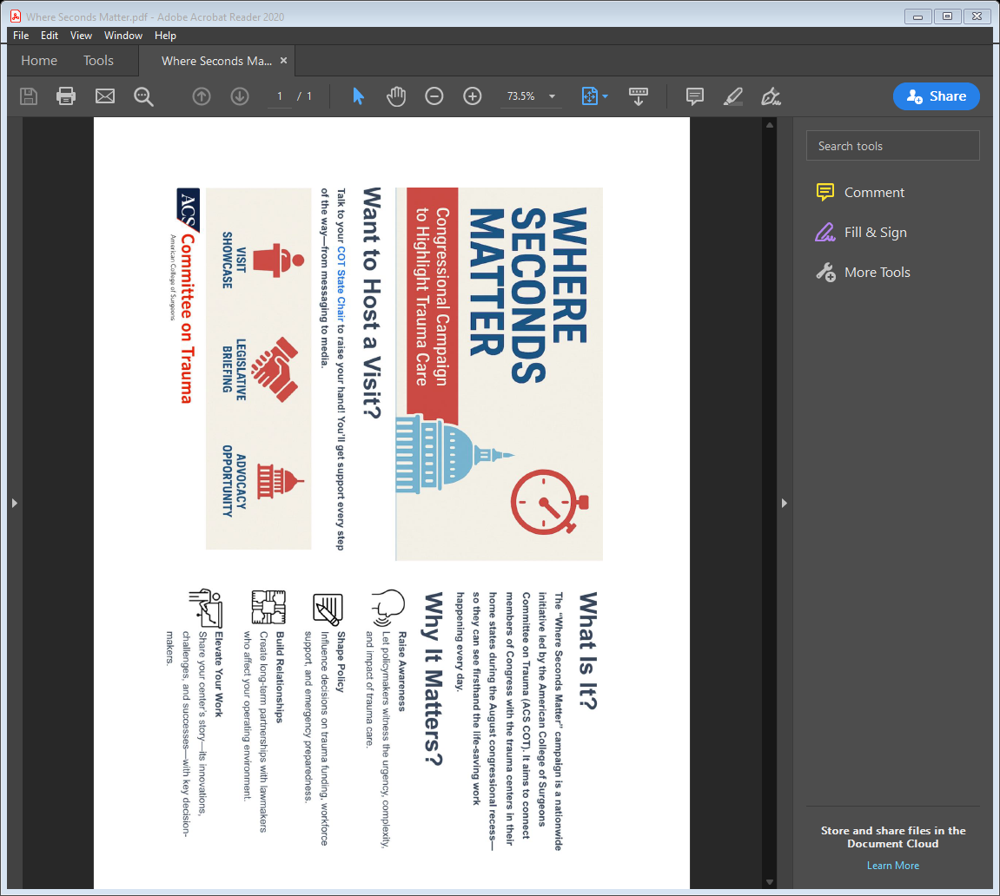 Where Seconds Matter.pdf - Adobe Acrobat Reader 2020
File Edit View Window Help
Home Tools Where Seconds Ma... ×
1 / 1 73.5% Share
Search tools
Comment
Fill & Sign
More Tools
Store and share files in the
Document Cloud
Learn More
WHERE
SECONDS
MATTER
Congressional Campaign
to Highlight Trauma Care
Want to Host a Visit?
Talk to your COT State Chair to raise your hand! You'll get support every step
of the way—from messaging to media.
VISIT
SHOWCASE
LEGISLATIVE
BRIEFING
ADVOCACY
OPPORTUNITY
ACS Committee on Trauma
American College of Surgeons
What Is It?
The "Where Seconds Matter" campaign is a nationwide
initiative led by the American College of Surgeons
Committee on Trauma (ACS COT). It aims to connect
members of Congress with the trauma centers in their
home states during the August congressional recess—
so they can see firsthand the life-saving work
happening every day.
Why It Matters?
Raise Awareness
Let policymakers witness the urgency, complexity,
and impact of trauma care.
Shape Policy
Influence decisions on trauma funding, workforce
support, and emergency preparedness.
Build Relationships
Create long-term partnerships with lawmakers
who affect your operating environment.
Elevate Your Work
Share your center's story—its innovations,
challenges, and successes—with key decision-
makers.